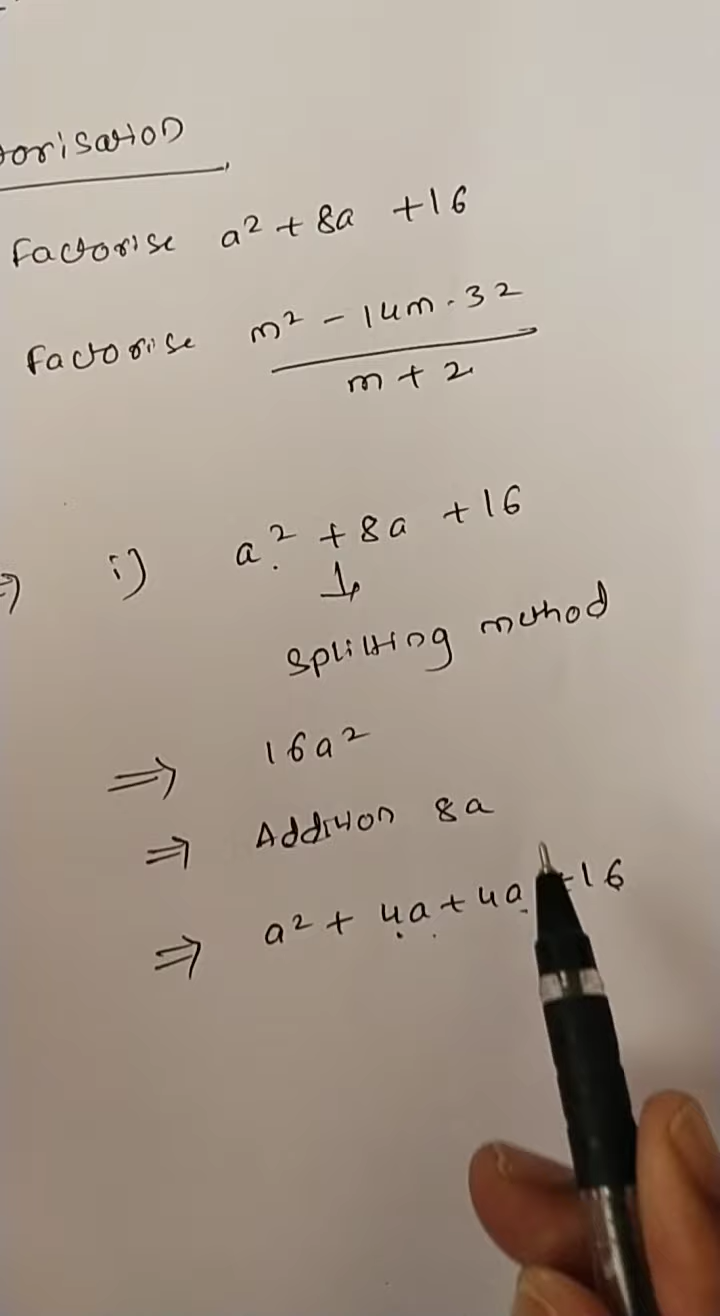 orisation
Factorise a² + 8a + 16
Factorise m² - 14m - 32
m + 2
i) a² + 8a + 16
Splitting method
⇒ 16a²
⇒ Addition 8a
⇒ a² + 4a + 4a +16